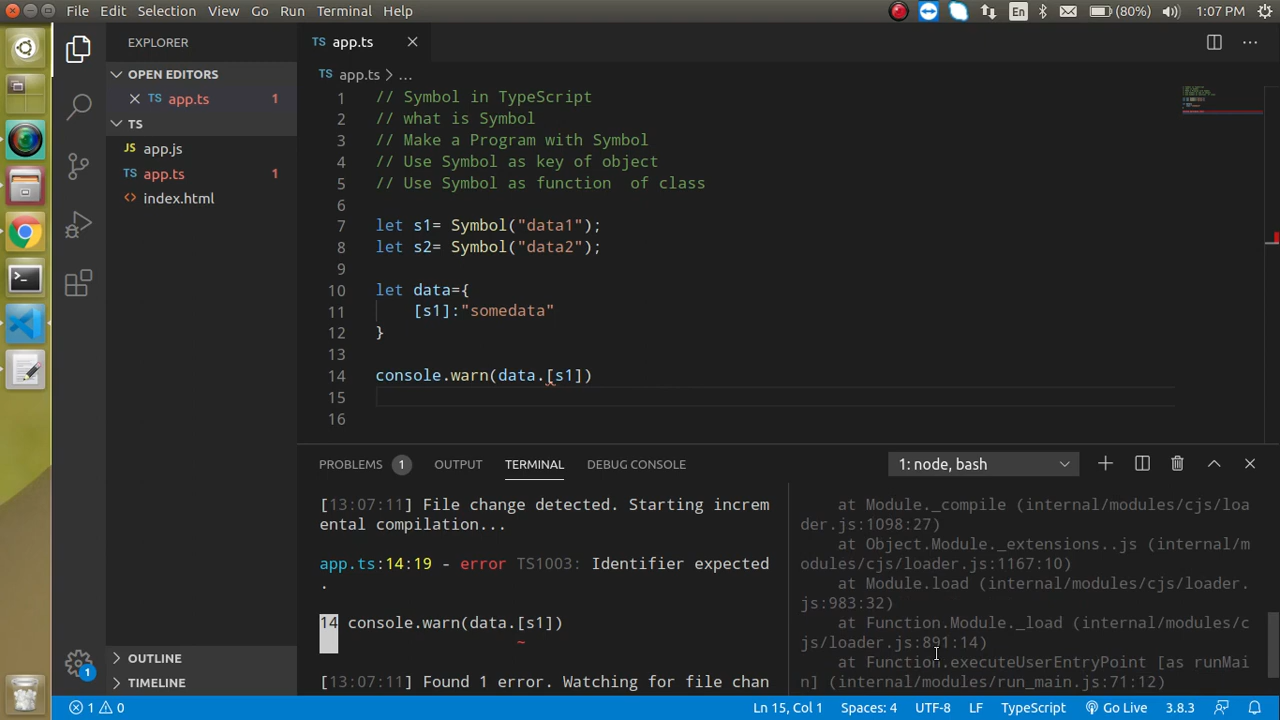 File Edit Selection View Go Run Terminal Help
En (80%) 1:07 PM
EXPLORER
OPEN EDITORS
app.ts 1
TS
app.js
app.ts 1
index.html
OUTLINE
TIMELINE
app.ts
app.ts > ...
1 // Symbol in TypeScript
2 // what is Symbol
3 // Make a Program with Symbol
4 // Use Symbol as key of object
5 // Use Symbol as function  of class
6
7 let s1= Symbol("data1");
8 let s2= Symbol("data2");
9
10 let data={
11 [s1]:"somedata"
12 }
13
14 console.warn(data.[s1])
15
16
PROBLEMS 1 OUTPUT TERMINAL DEBUG CONSOLE 1: node, bash
[13:07:11] File change detected. Starting increm
ental compilation...
app.ts:14:19 - error TS1003: Identifier expected
.
14 console.warn(data.[s1])
~
[13:07:11] Found 1 error. Watching for file chan
at Module._compile (internal/modules/cjs/loa
der.js:1098:27)
at Object.Module._extensions..js (internal/m
odules/cjs/loader.js:1167:10)
at Module.load (internal/modules/cjs/loader.
js:983:32)
at Function.Module._load (internal/modules/c
js/loader.js:891:14)
at Function.executeUserEntryPoint [as runMai
n] (internal/modules/run_main.js:71:12)
1
1 0 Ln 15, Col 1 Spaces: 4 UTF-8 LF TypeScript Go Live 3.8.3